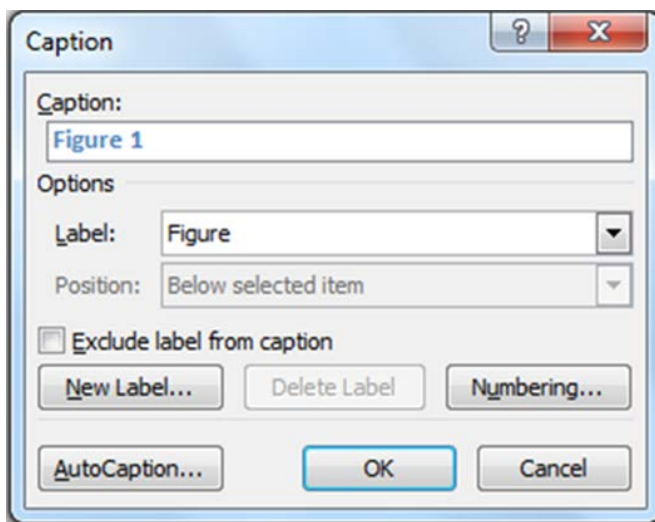 Caption
Caption:
Figure 1
Options
Label: Figure
Position: Below selected item
Exclude label from caption
New Label... Delete Label Numbering...
AutoCaption... OK Cancel